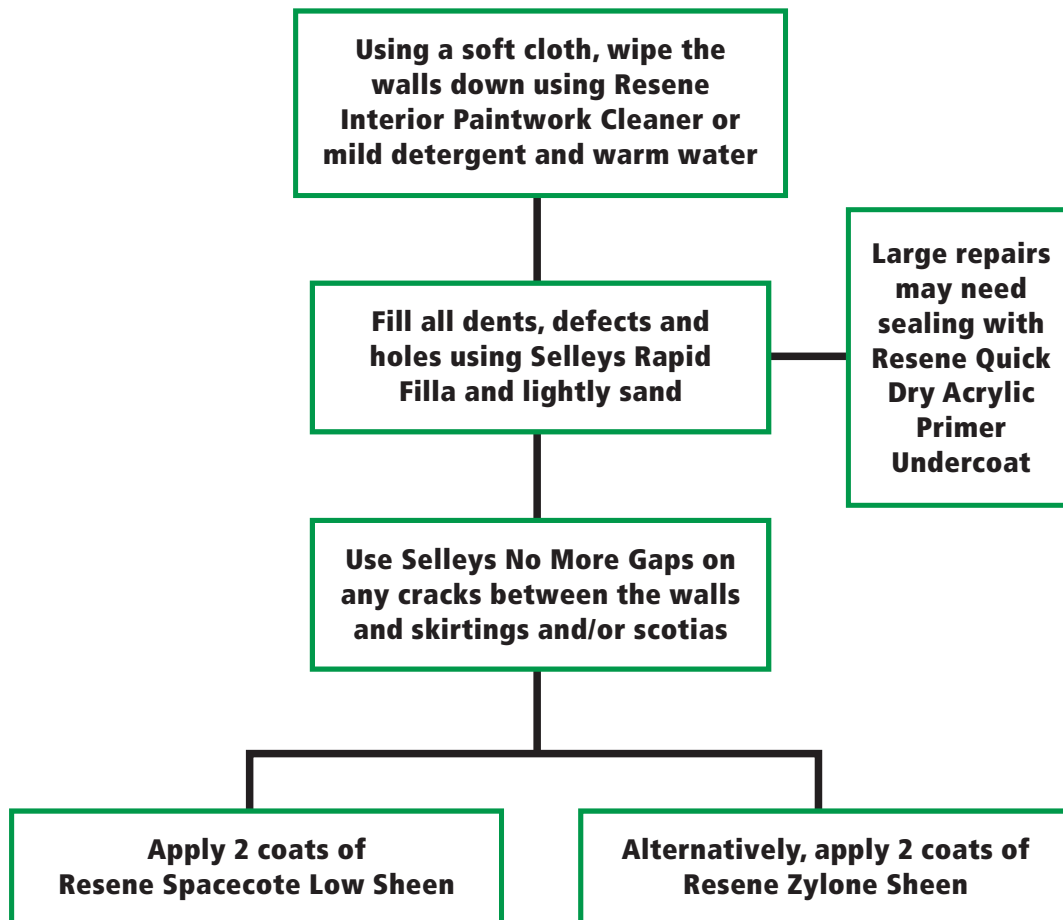 Using a soft cloth, wipe the
walls down using Resene
Interior Paintwork Cleaner or
mild detergent and warm water
Fill all dents, defects and
holes using Selleys Rapid
Filla and lightly sand
Large repairs
may need
sealing with
Resene Quick
Dry Acrylic
Primer
Undercoat
Use Selleys No More Gaps on
any cracks between the walls
and skirtings and/or scotias
Apply 2 coats of
Resene Spacecote Low Sheen
Alternatively, apply 2 coats of
Resene Zylone Sheen